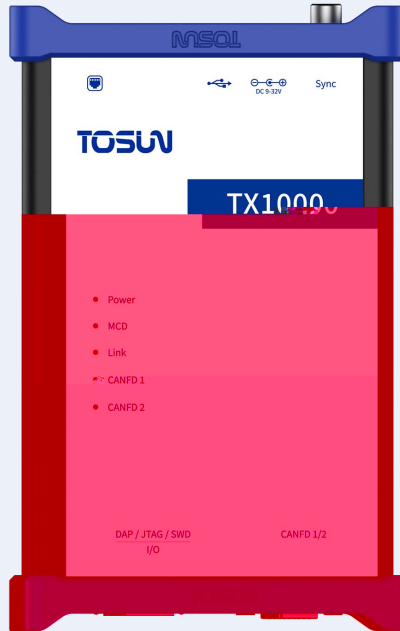 TOSUN
DC 9-32V
Sync
TOSUN
Power
MCD
Link
CANFD 1
CANFD 2
DAP / JTAG / SWD
CANFD 1/2
I/O